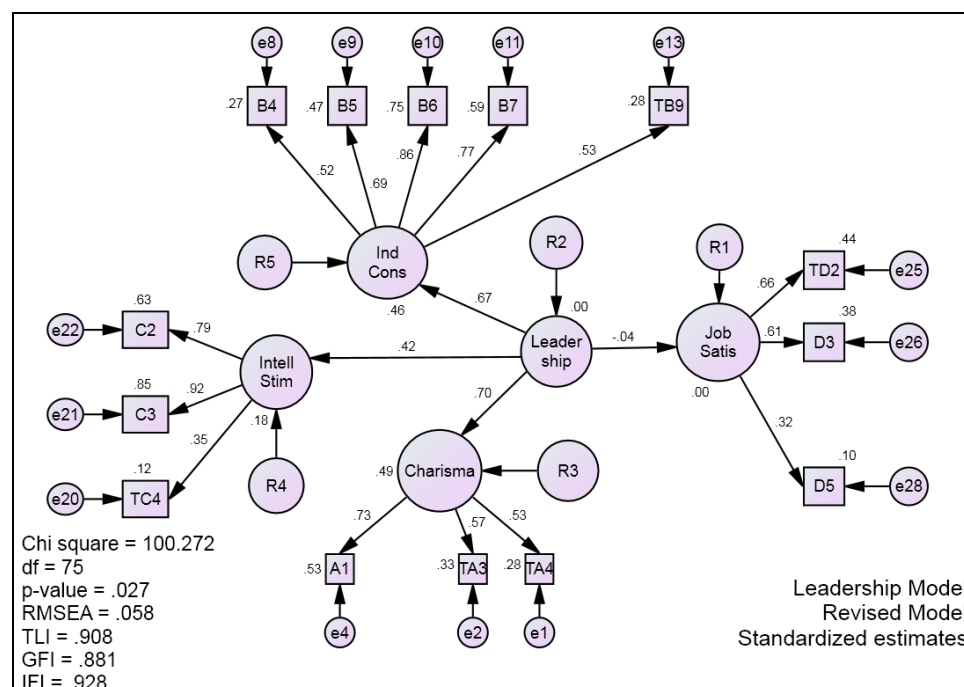 e8 e9 e10 e11 e13
.27 B4 .47 B5 .75 B6 .59 B7 .28 TB9
.52 .69 .86 .77 .53
R5
Ind
Cons
.46
R2
R1
.44
TD2 e25
.66
.38
.61 D3 e26
.32
.10
D5 e28
.67 .00
Leader
ship
-.04
Job
Satis
.00
.63
e22 C2
.79
.42
Intell
Stim
.85
e21 C3
.92
.18
.35
.12
e20 TC4
R4
.70
.49 Charisma R3
.73 .57 .53
.53 A1 .33 TA3 .28 TA4
e4 e2 e1
Chi square = 100.272
df = 75
p-value = .027
RMSEA = .058
TLI = .908
GFI = .881
IFI = .928
Leadership Model
Revised Model
Standardized estimates